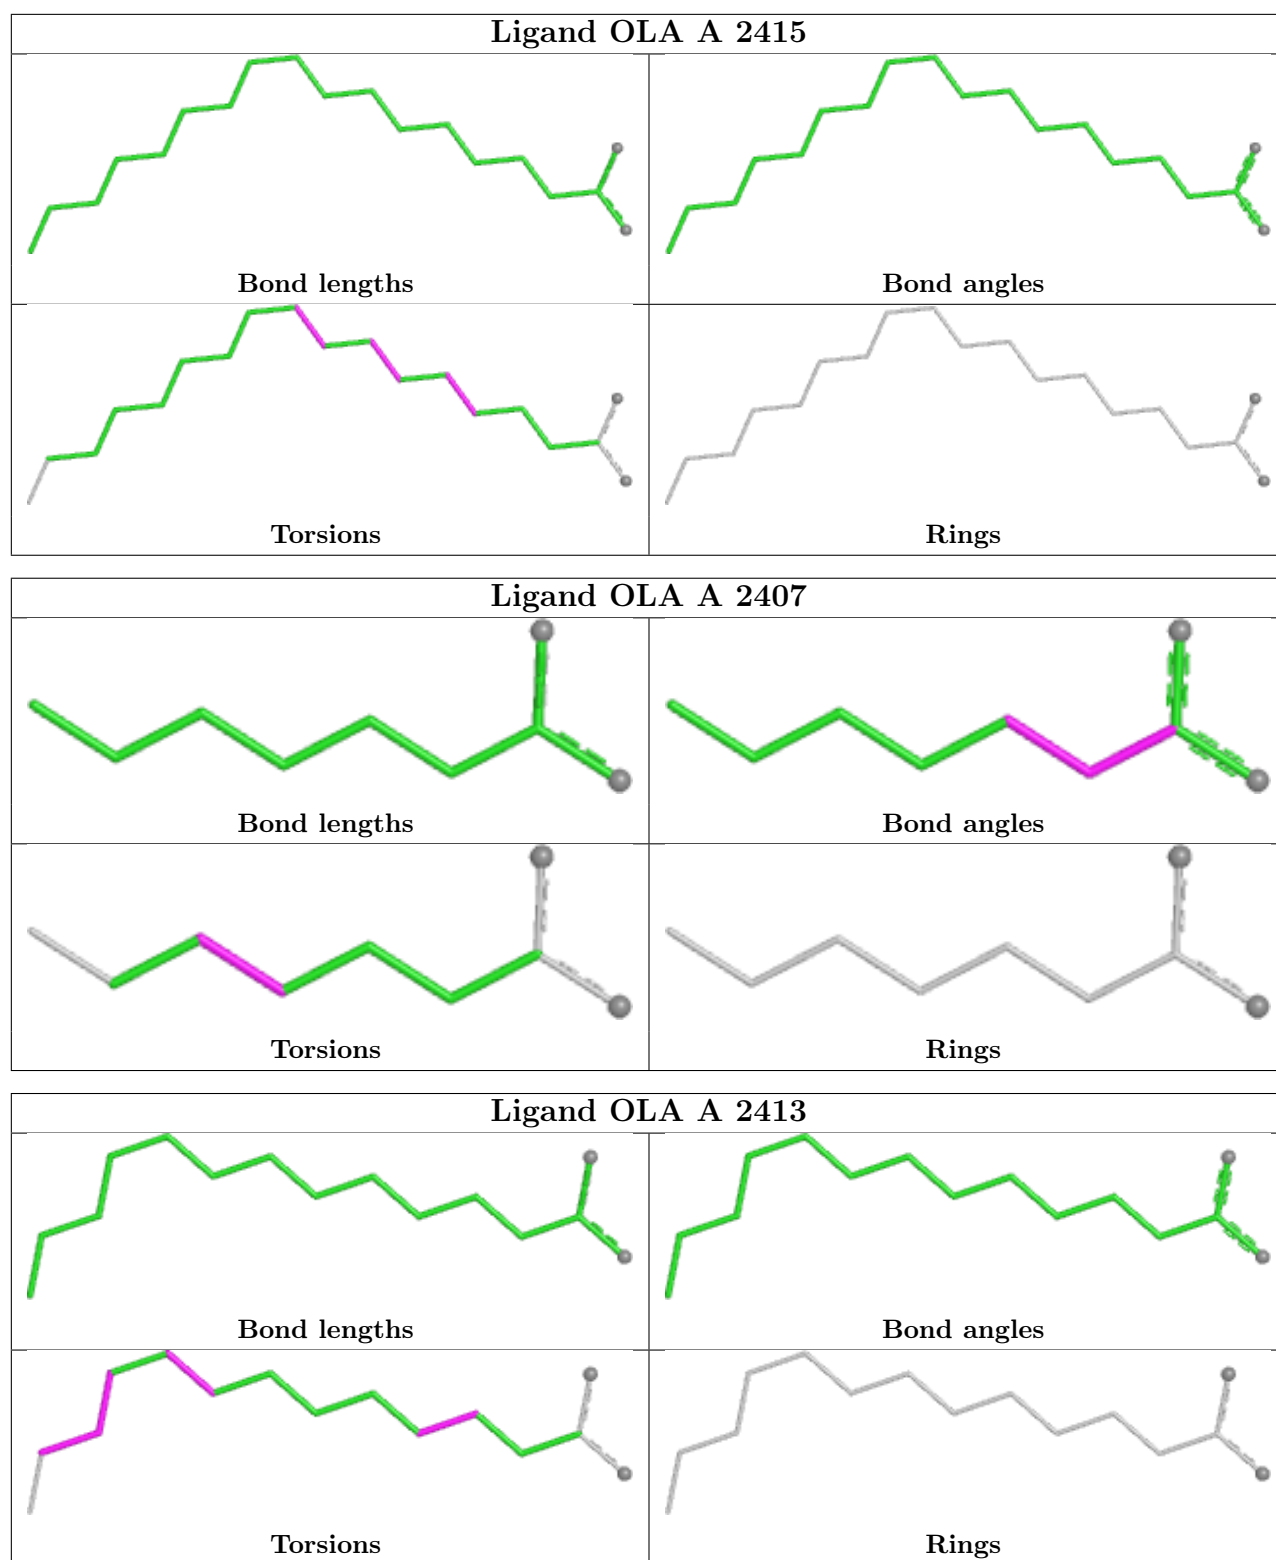 Ligand OLA A 2415
Bond lengths
Bond angles
Torsions
Rings
Ligand OLA A 2407
Bond lengths
Bond angles
Torsions
Rings
Ligand OLA A 2413
Bond lengths
Bond angles
Torsions
Rings